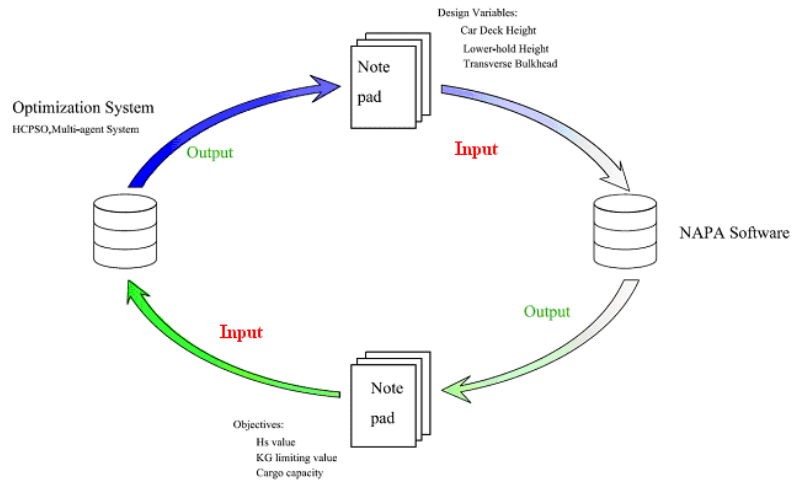 Design Variables:
Car Deck Height
Lower-hold Height
Transverse Bulkhead
Note
pad
Optimization System
HCPSO,Multi-agent System
Output
Input
NAPA Software
Output
Input
Note
pad
Objectives:
Hs value
KG limiting value
Cargo capacity